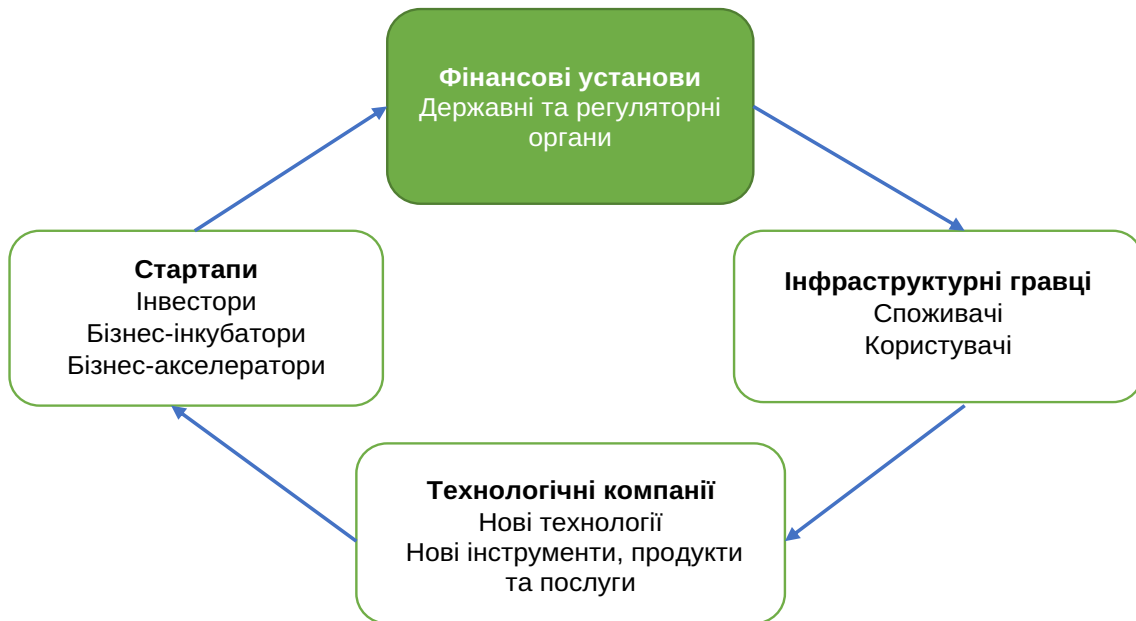 Фінансові установи
Державні та регуляторні
органи
Стартапи
Інвестори
Бізнес-інкубатори
Бізнес-акселератори
Інфраструктурні гравці
Споживачі
Користувачі
Технологічні компанії
Нові технології
Нові інструменти, продукти
та послуги